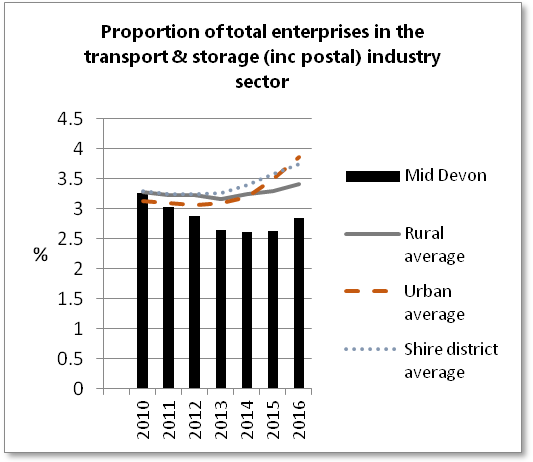 Proportion of total enterprises in the
transport & storage (inc postal) industry
sector
4.5
4
3.5
3
2.5
2
1.5
1
0.5
0
%
2010
2011
2012
2013
2014
2015
2016
Mid Devon
Rural
average
Urban
average
Shire district
average